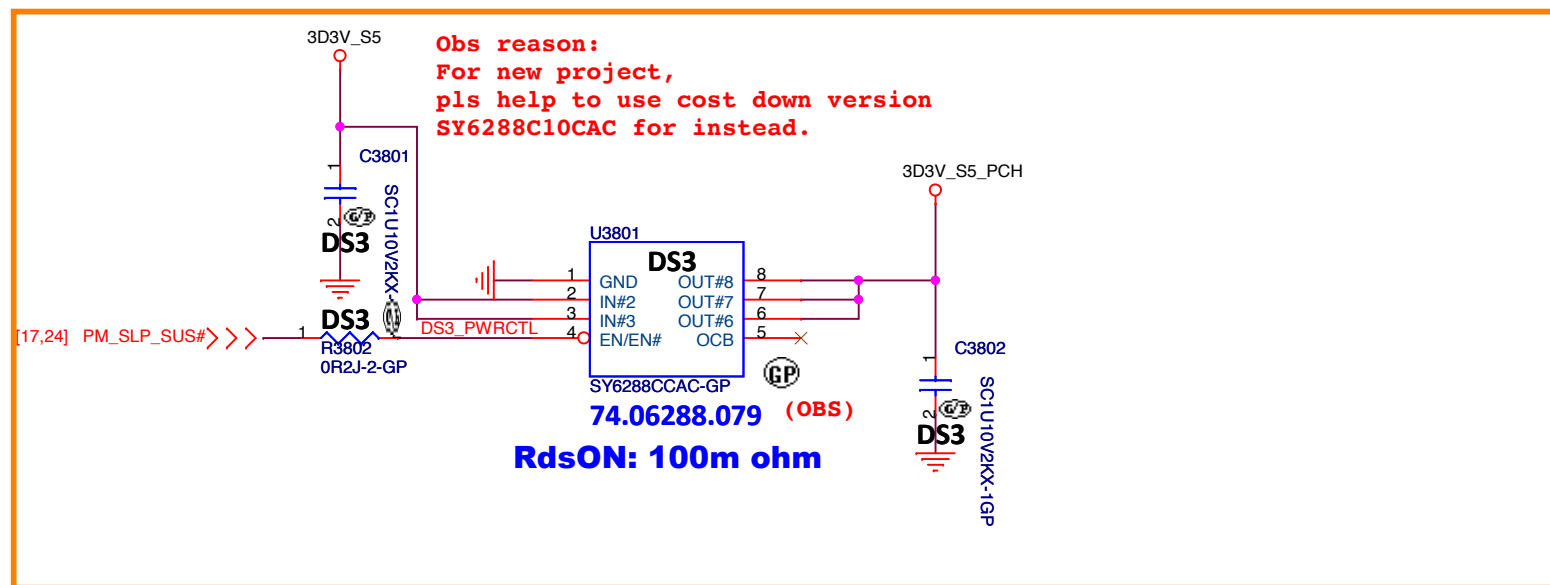 3D3V_S5
Obs reason:
For new project,
pls help to use cost down version
SY6288C10CAC for instead.
C3801
1
2
G/P
DS3
SC1U10V2KX-
3D3V_S5_PCH
U3801
DS3
1 GND OUT#8 8
2 IN#2 OUT#7 7
3 IN#3 OUT#6 6
4 EN/EN# OCB 5
[17,24] PM_SLP_SUS#
1
DS3
R3802
0R2J-2-GP
DS3_PWRCTL
SY6288CCAC-GP
GP
74.06288.079 (OBS)
RdsON: 100m ohm
C3802
1
2
G/P
DS3
SC1U10V2KX-1GP